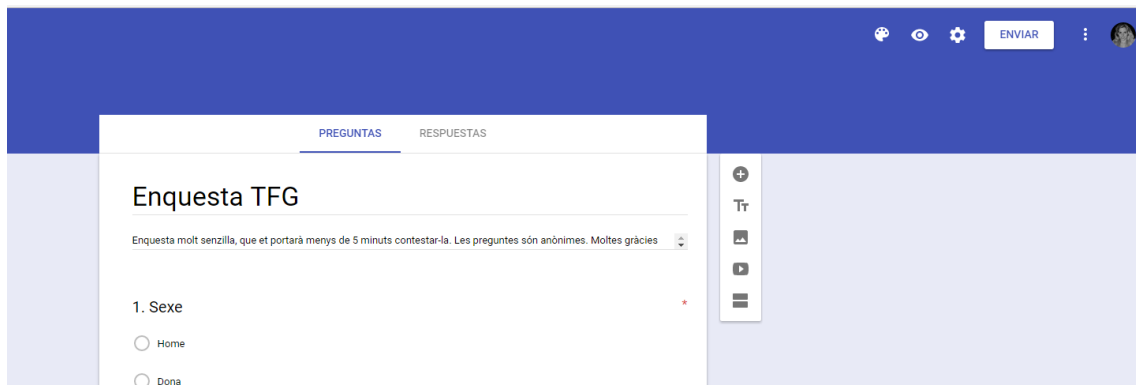 ENVIAR
PREGUNTAS RESPUESTAS
Enquesta TFG
Enquesta molt senzilla, que et portarà menys de 5 minuts contestar-la. Les preguntes són anònimes. Moltes gràcies
Tт
1. Sexe *
Home
Dona